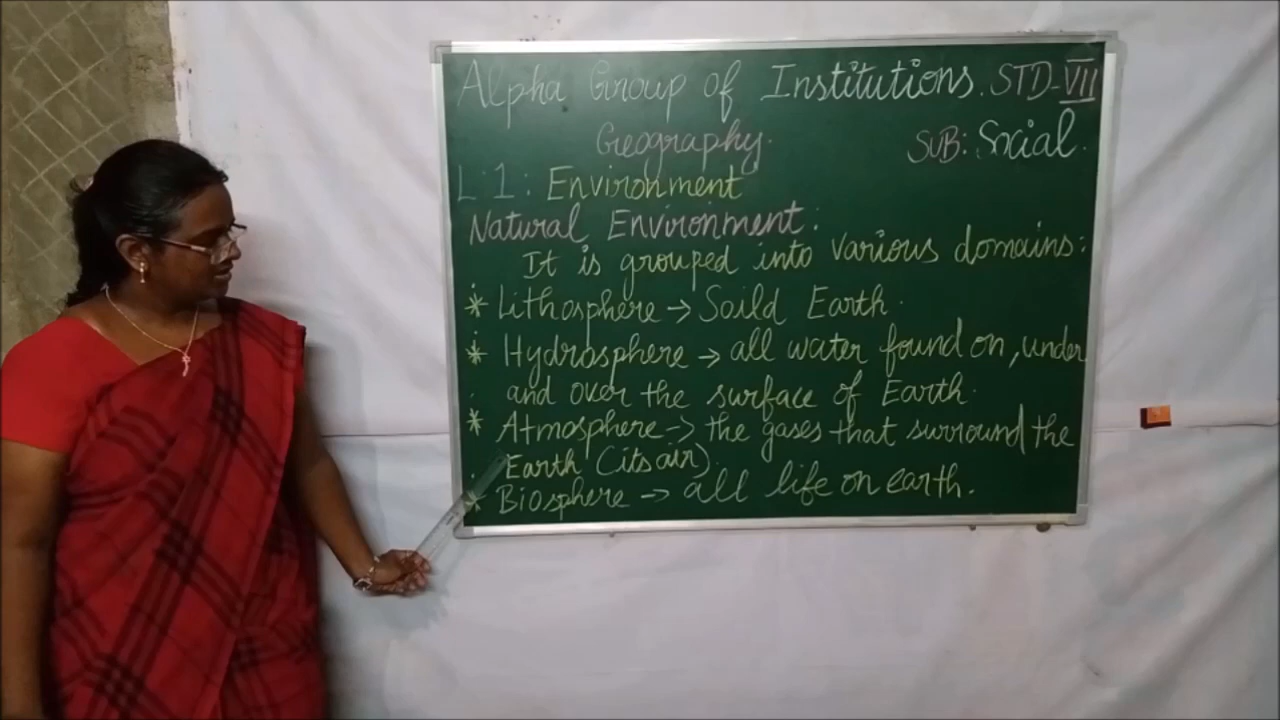 Alpha Group of Institutions. STD-VII
Geography. SUB: Social.
L.1: Environment
Natural Environment:
It is grouped into various domains:
* Lithosphere → Soild Earth.
* Hydrosphere → all water found on, under
and over the surface of Earth.
* Atmosphere → the gases that surround the
Earth (its air).
* Biosphere → all life on earth.